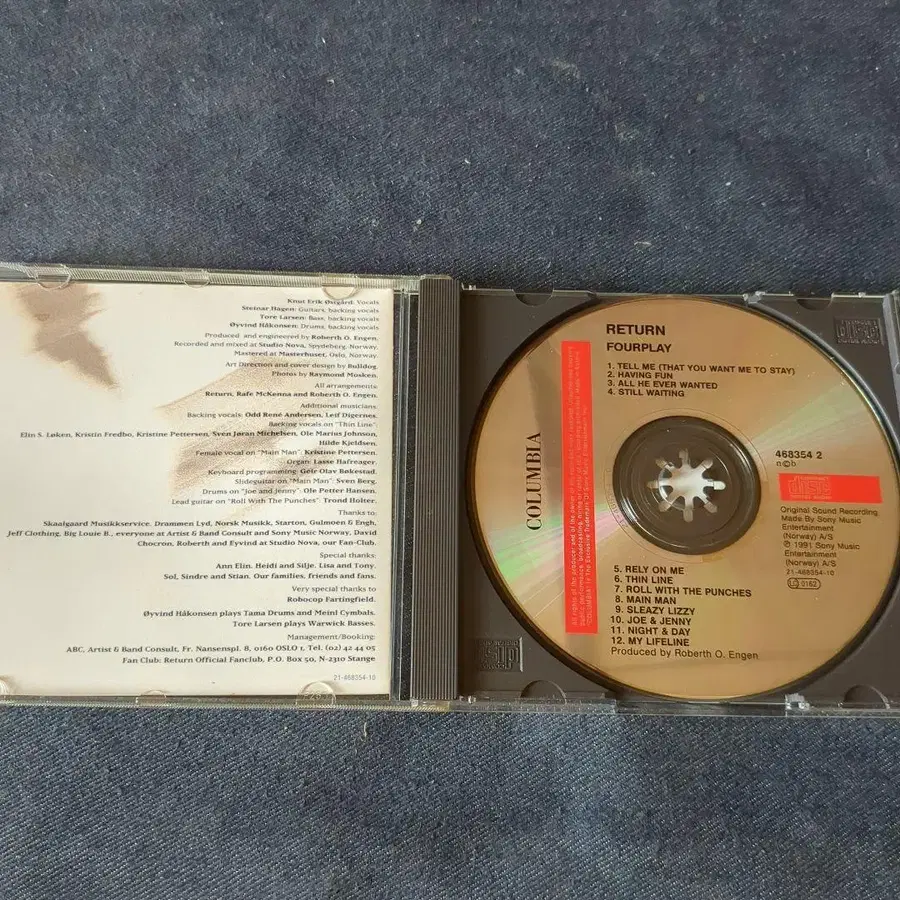 Knut Erik Østgård: Vocals
Steinar Hagen: Guitars, backing vocals
Tore Larsen: Bass, backing vocals
Øyvind Håkonsen: Drums, backing vocals
Produced and engineered by Roberth O. Engen.
Recorded and mixed at Studio Nova, Spydeberg, Norway.
Mastered at Masterhuset, Oslo, Norway.
Art Direction and cover design by Bulldog.
Photos by Raymond Mosken.
All arrangements:
Return, Rafe McKenna and Roberth O. Engen.
Additional musicians:
Backing vocals: Odd René Andersen, Leif Digernes.
Backing vocals on "Thin Line":
Elin S. Løken, Kristin Fredbo, Kristine Pettersen, Sven Jøran Michelsen, Ole Marius Johnson,
Hilde Kjeldsen.
Female vocal on "Main Man": Kristine Pettersen.
Organ: Lasse Hafreager.
Keyboard programming: Geir Olav Bøkestad.
Slideguitar on "Main Man": Sven Berg.
Drums on "Joe and Jenny": Ole Petter Hansen.
Lead guitar on "Roll With The Punches": Trond Holter.
Thanks to:
Skaalgaard Musikkservice, Drammen Lyd, Norsk Musikk, Starton, Gulmoen & Engh,
Jeff Clothing, Big Louie B., everyone at Artist & Band Consult and Sony Music Norway, David
Chocron, Roberth and Eyvind at Studio Nova, our Fan-Club.
Special thanks:
Ann Elin, Heidi and Silje. Lisa and Tony.
Sol, Sindre and Stian. Our families, friends and fans.
Very special thanks to
Robocop Fartingfield.
Øyvind Håkonsen plays Tama Drums and Meinl Cymbals.
Tore Larsen plays Warwick Basses.
Management/Booking:
ABC, Artist & Band Consult, Fr. Nansenspl. 8, 0160 OSLO 1, Tel. (02) 42 44 05
Fan Club: Return Official Fanclub, P.O. Box 50, N-2310 Stange
21-468354-10
RETURN
FOURPLAY
1. TELL ME (THAT YOU WANT ME TO STAY)
2. HAVING FUN
3. ALL HE EVER WANTED
4. STILL WAITING
COLUMBIA
468354 2
n©b
disc
Original Sound Recording
Made By Sony Music
Entertainment
(Norway) A/S
℗ 1991 Sony Music
Entertainment
(Norway) A/S
21-468354-10
LC 0162
5. RELY ON ME
6. THIN LINE
7. ROLL WITH THE PUNCHES
8. MAIN MAN
9. SLEAZY LIZZY
10. JOE & JENNY
11. NIGHT & DAY
12. MY LIFELINE
Produced by Roberth O. Engen